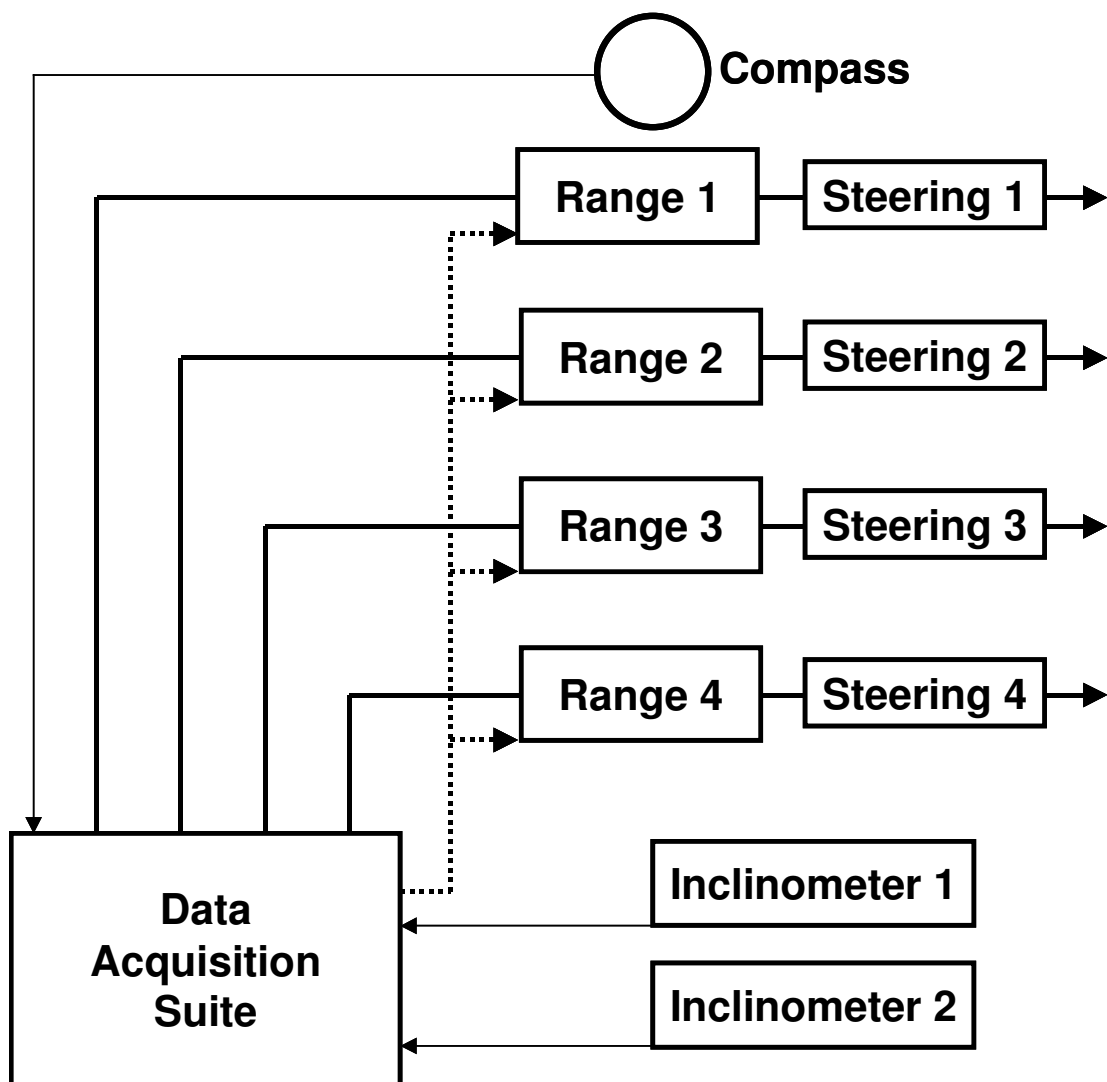 Compass
Range 1
Steering 1
Range 2
Steering 2
Range 3
Steering 3
Range 4
Steering 4
Data
Acquisition
Suite
Inclinometer 1
Inclinometer 2